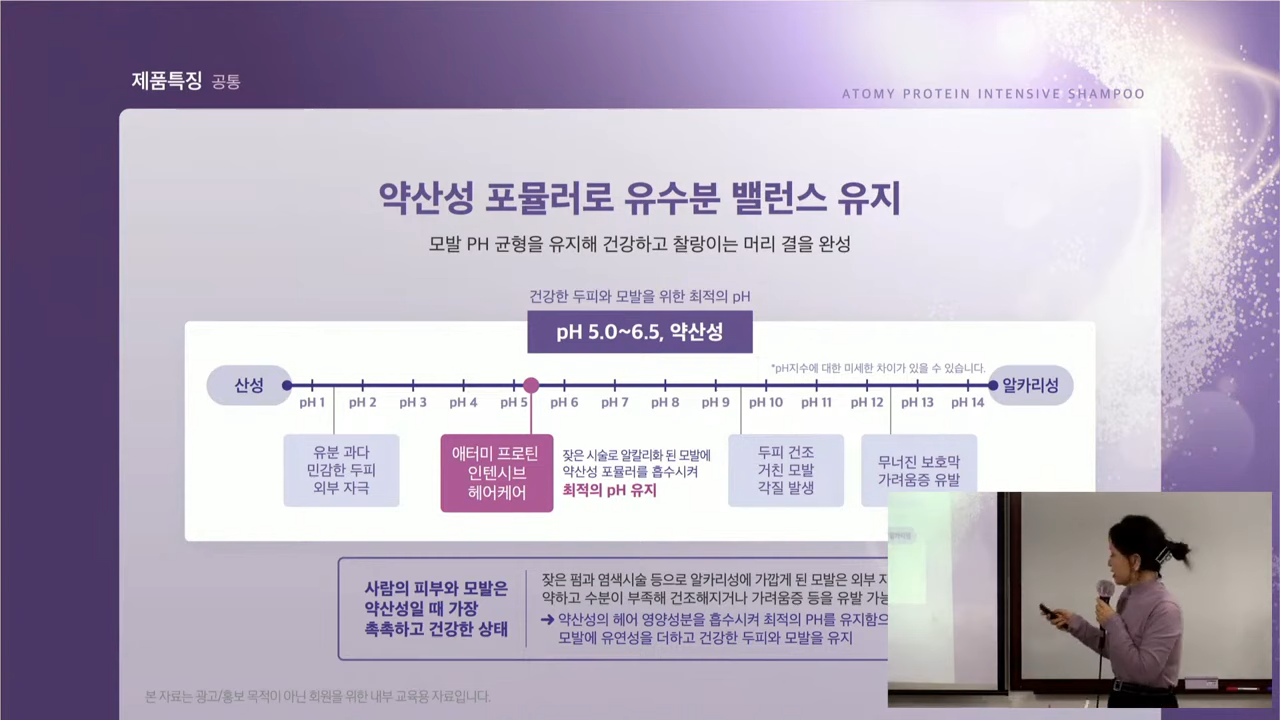 제품특징 공통
ATOMY PROTEIN INTENSIVE SHAMPOO
약산성 포뮬러로 유수분 밸런스 유지
모발 PH 균형을 유지해 건강하고 찰랑이는 머리 결을 완성
건강한 두피와 모발을 위한 최적의 pH
pH 5.0~6.5, 약산성
*pH지수에 대한 미세한 차이가 있을 수 있습니다.
산성
알카리성
pH 1 pH 2 pH 3 pH 4 pH 5 pH 6 pH 7 pH 8 pH 9 pH 10 pH 11 pH 12 pH 13 pH 14
유분 과다
민감한 두피
외부 자극
애터미 프로틴
인텐시브
헤어케어
잦은 시술로 알칼리화 된 모발에
약산성 포뮬러를 흡수시켜
최적의 pH 유지
두피 건조
거친 모발
각질 발생
무너진 보호막
가려움증 유발
사람의 피부와 모발은
약산성일 때 가장
촉촉하고 건강한 상태
잦은 펌과 염색시술 등으로 알카리성에 가깝게 된 모발은 외부
약하고 수분이 부족해 건조해지거나 가려움증 등을 유발 가능
➔ 약산성의 헤어 영양성분을 흡수시켜 최적의 PH를 유지함으
모발에 유연성을 더하고 건강한 두피와 모발을 유지
본 자료는 광고/홍보 목적이 아닌 회원을 위한 내부 교육용 자료입니다.